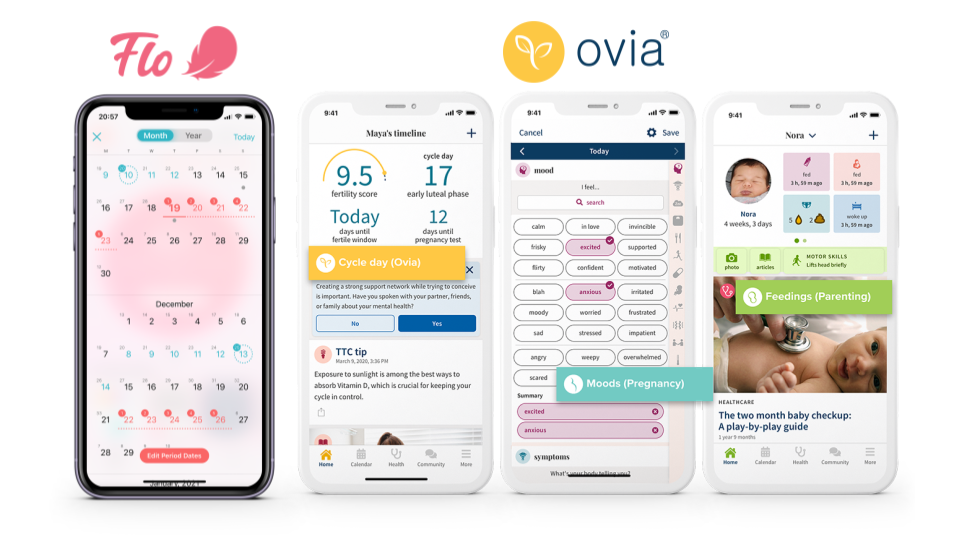 Flo
ovia®
20:57
Month Year Today
M T W T F S S
9 10 11 12 13 14 15
16 17 18 19 20 21 22
23 24 25 26 27 28 29
30
December
1 2 3 4 5 6
7 8 9 10 11 12 13
14 15 16 17 18 19 20
21 22 23 24 25 26 27
28 29 30
Edit Period Dates
January, 2021
9:41
Maya's timeline
9.5
fertility score
cycle day
17
early luteal phase
Today
days until
fertile window
12
days until
pregnancy test
Cycle day (Ovia)
Creating a strong support network while trying to conceive
is important. Have you spoken with your partner, friends,
or family about your mental health?
No Yes
TTC tip
March 9, 2020, 3:36 PM
Exposure to sunlight is among the best ways to
absorb Vitamin D, which is crucial for keeping your
cycle in control.
Home Calendar Health Community More
9:41
Cancel Save
Today
mood
I feel...
search
calm in love invincible
frisky excited supported
flirty confident motivated
blah anxious irritated
moody worried frustrated
sad stressed impatient
angry weepy overwhelmed
scared
Moods (Pregnancy)
Summary
excited
anxious
symptoms
What's your body telling you?
9:41
Nora
Nora
4 weeks, 3 days
fed
3 h, 59 m ago
fed
3 h, 59 m ago
5 2
woke up
3 h, 59 m ago
photo
articles
MOTOR SKILLS
Lifts head briefly
Feedings (Parenting)
HEALTHCARE
The two month baby checkup:
A play-by-play guide
1 year 9 months
Home Calendar Health Community More